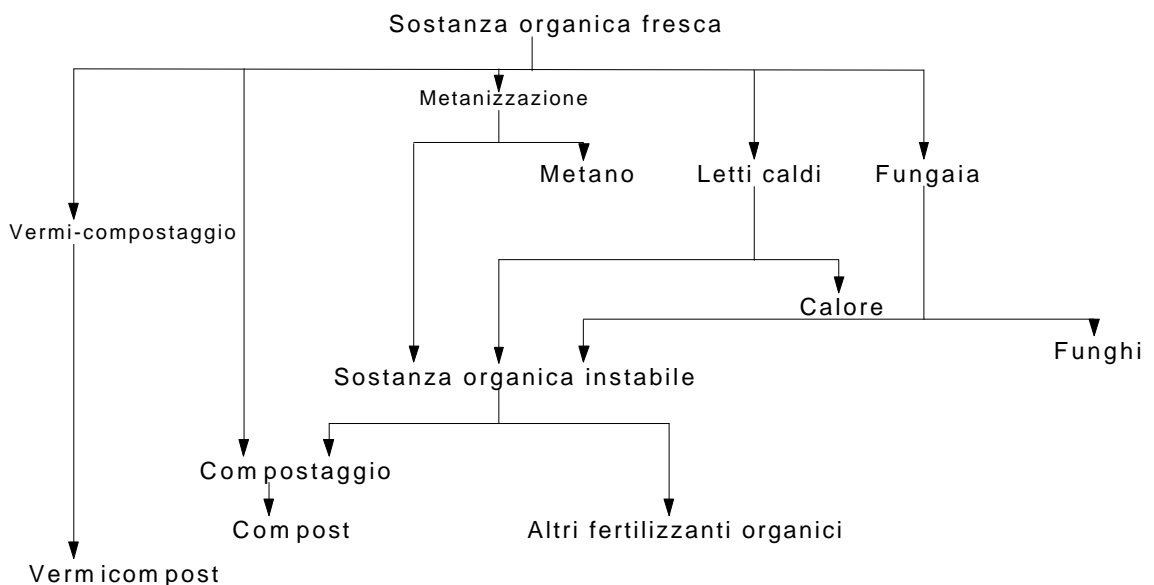 Sostanza organica fresca
Metanizzazione
Metano
Letti caldi
Fungaia
Vermi-compostaggio
Calore
Funghi
Sostanza organica instabile
Compostaggio
Compost
Altri fertilizzanti organici
Vermicompost